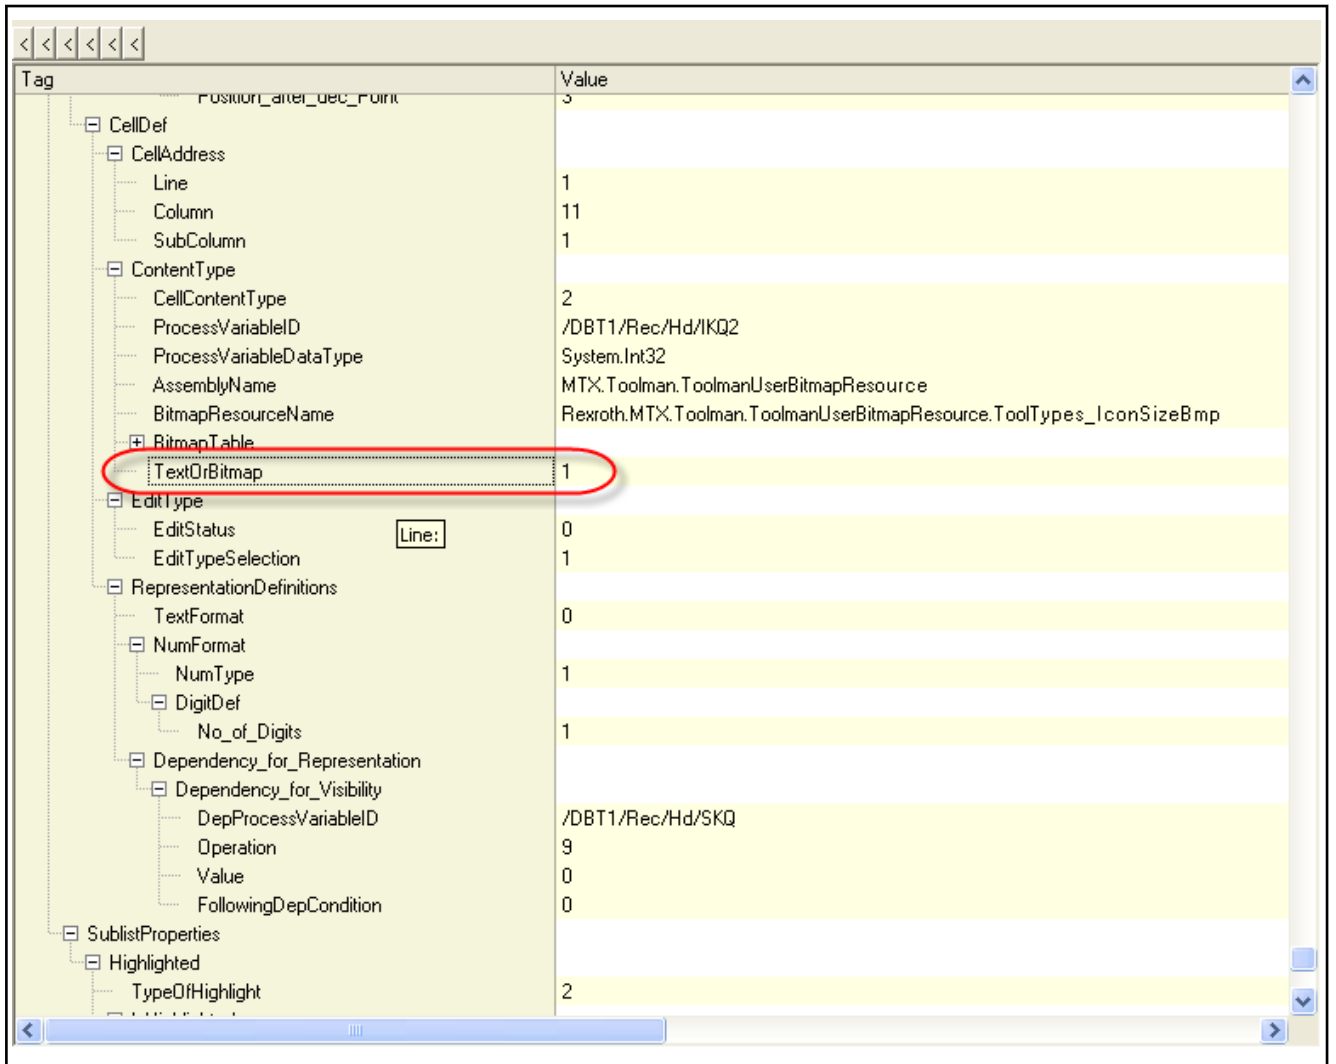 < < < < < <
Tag Value
Position_after_dec_Point 3
CellDef
CellAddress
Line 1
Column 11
SubColumn 1
ContentType
CellContentType 2
ProcessVariableID /DBT1/Rec/Hd/IKQ2
ProcessVariableDataType System.Int32
AssemblyName MTX.Toolman.ToolmanUserBitmapResource
BitmapResourceName Rexroth.MTX.Toolman.ToolmanUserBitmapResource.ToolTypes_IconSizeBmp
BitmapTable
TextOrBitmap 1
EditType
EditStatus 0
Line:
EditTypeSelection 1
RepresentationDefinitions
TextFormat 0
NumFormat
NumType 1
DigitDef
No_of_Digits 1
Dependency_for_Representation
Dependency_for_Visibility
DepProcessVariableID /DBT1/Rec/Hd/SKQ
Operation 9
Value 0
FollowingDepCondition 0
SublistProperties
Highlighted
TypeOfHighlight 2